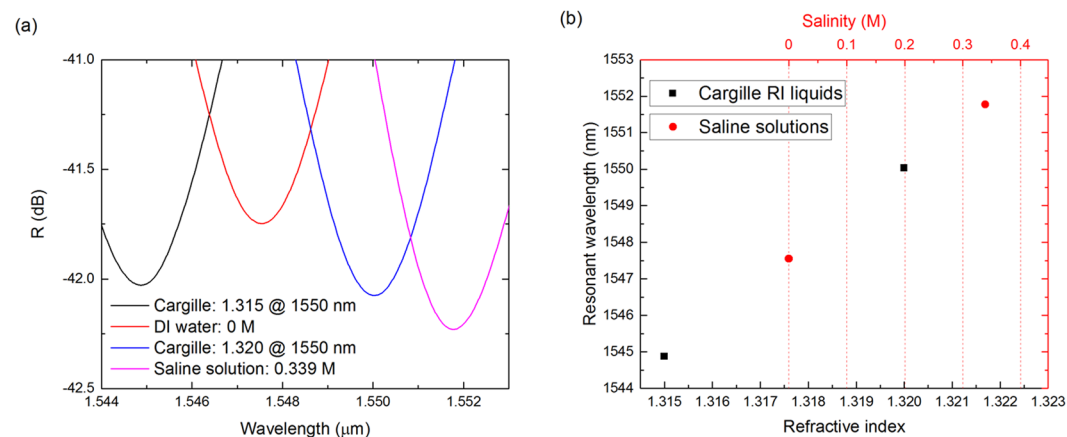 (a)
-41.0
-41.5
-42.0
-42.5
R (dB)
Cargille: 1.315 @ 1550 nm
DI water: 0 M
Cargille: 1.320 @ 1550 nm
Saline solution: 0.339 M
1.544 1.546 1.548 1.550 1.552
Wavelength (μm)
(b)
Salinity (M)
0 0.1 0.2 0.3 0.4
1553
1552
1551
1550
1549
1548
1547
1546
1545
1544
Resonant wavelength (nm)
Cargille RI liquids
Saline solutions
1.315 1.316 1.317 1.318 1.319 1.320 1.321 1.322 1.323
Refractive index